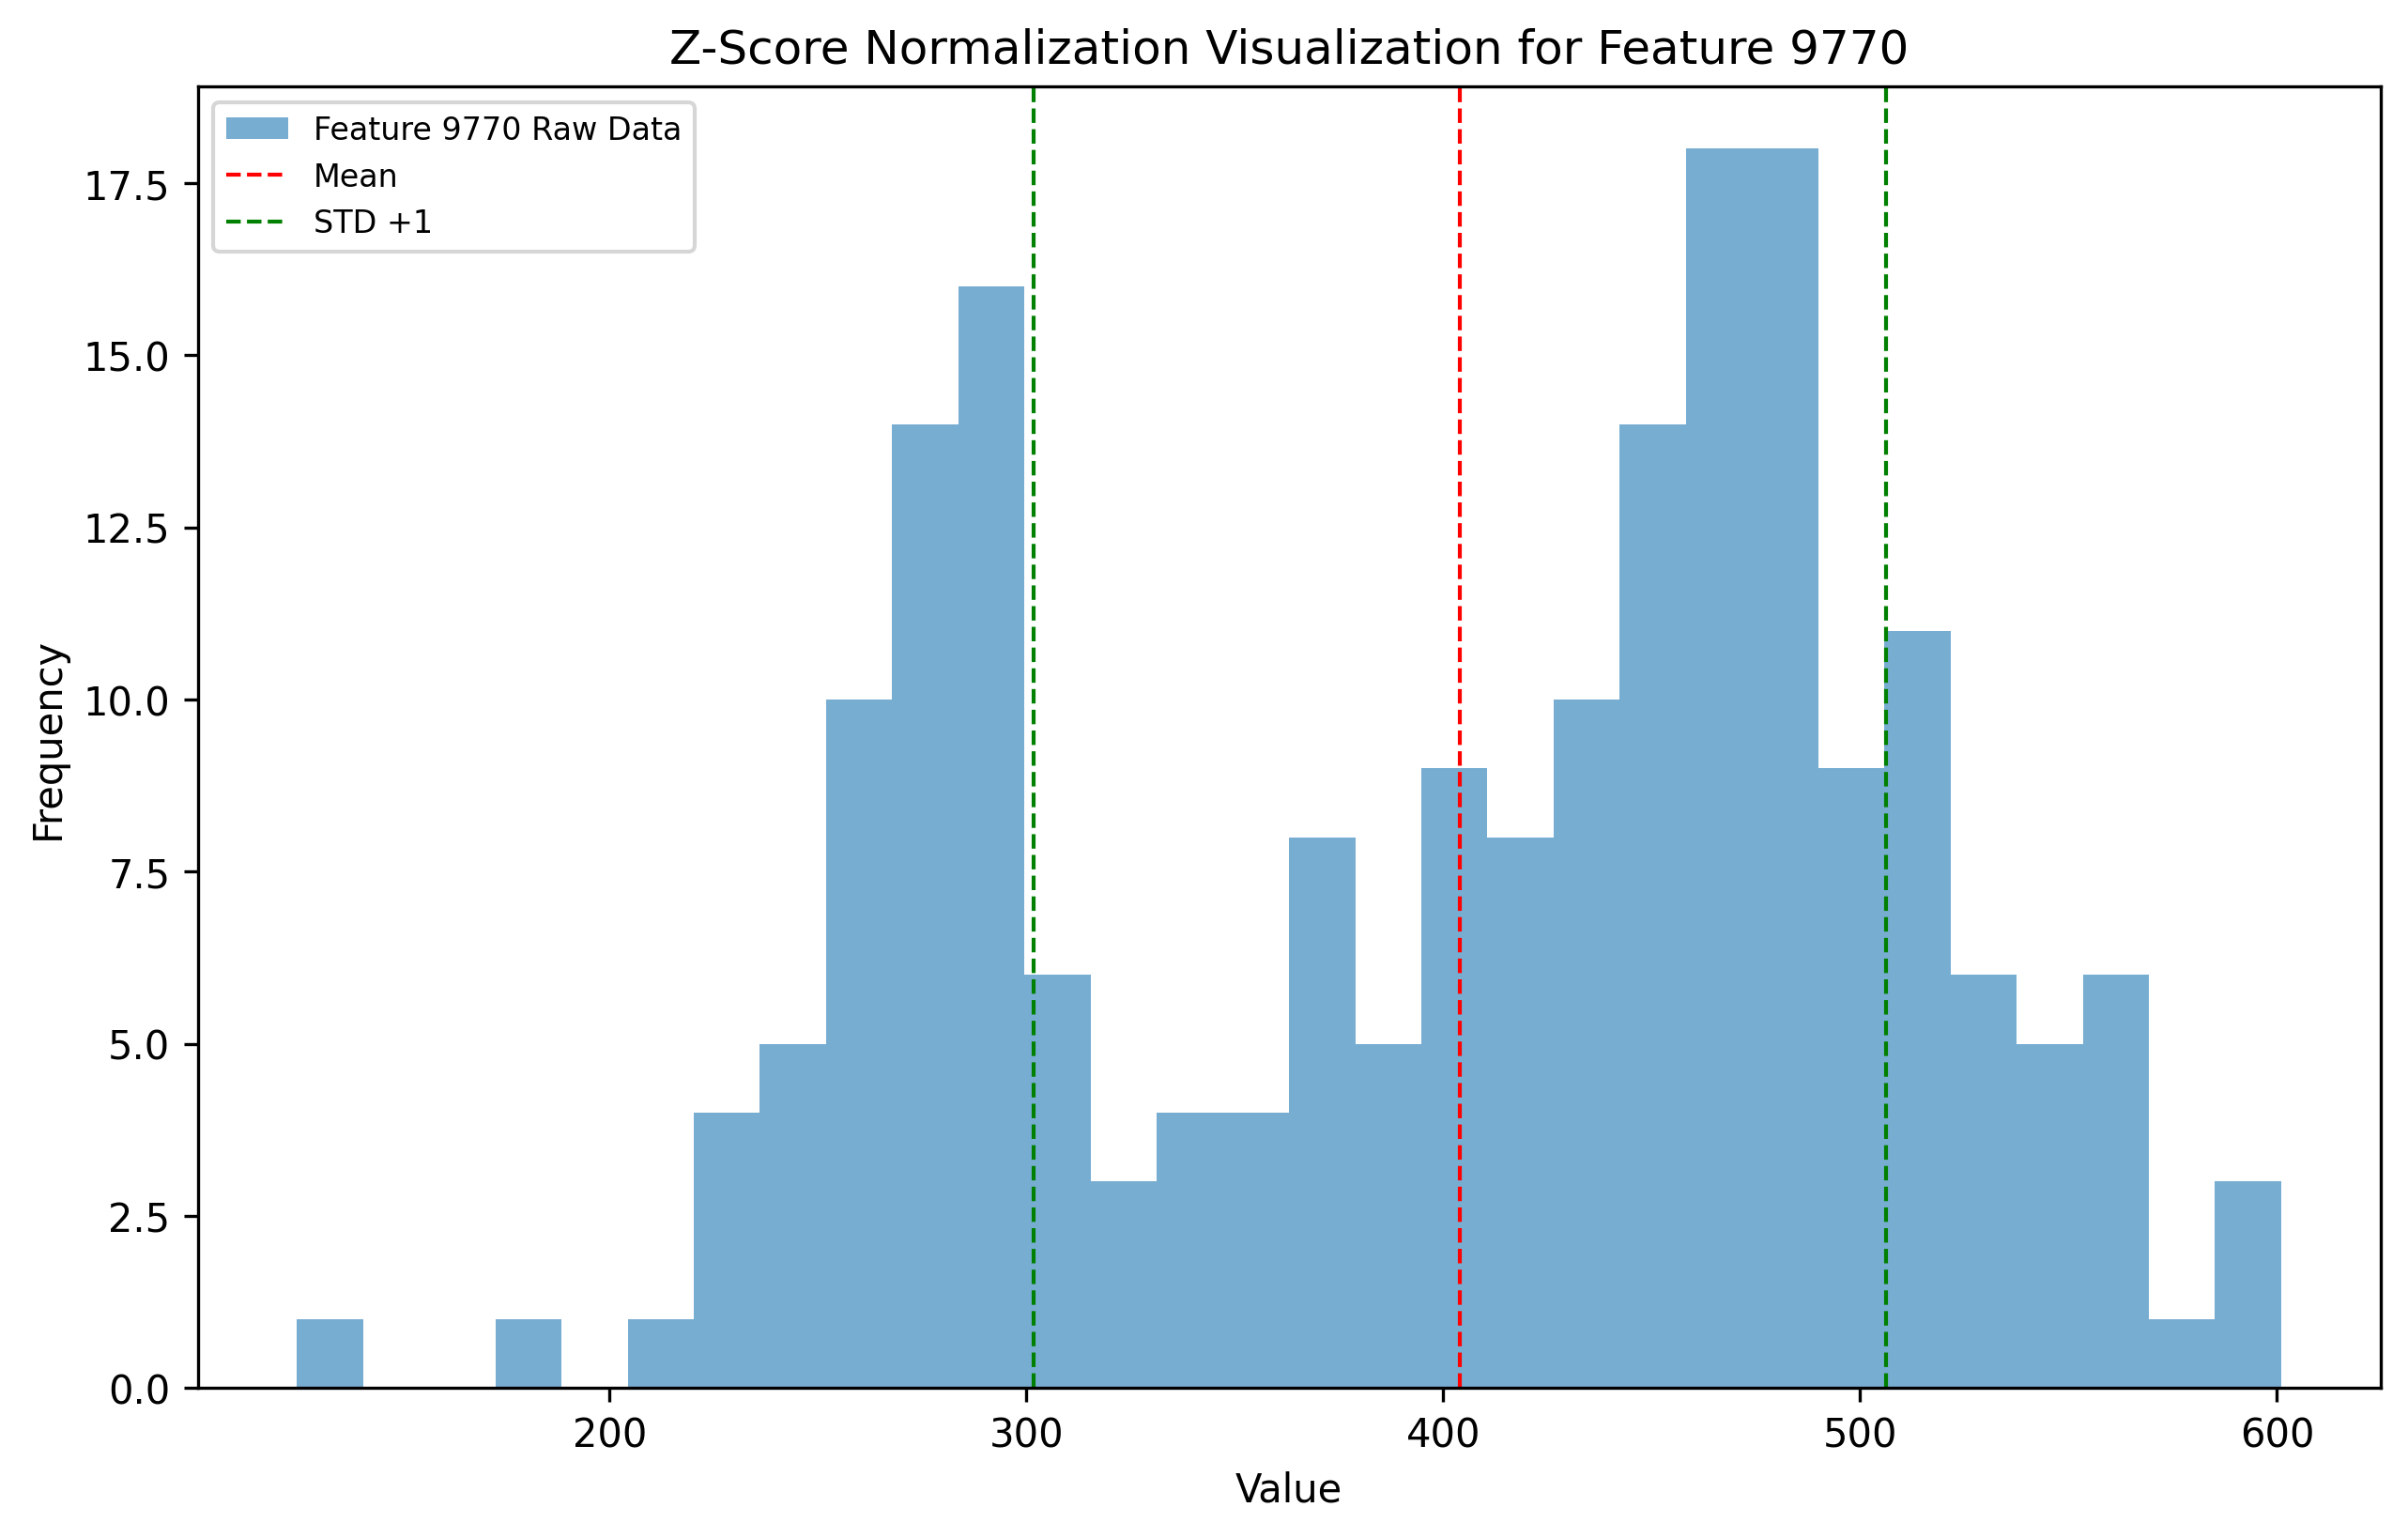 Z-Score Normalization Visualization for Feature 9770
Feature 9770 Raw Data
Mean
STD +1
17.5
15.0
12.5
10.0
7.5
5.0
2.5
0.0
Frequency
200 300 400 500 600
Value